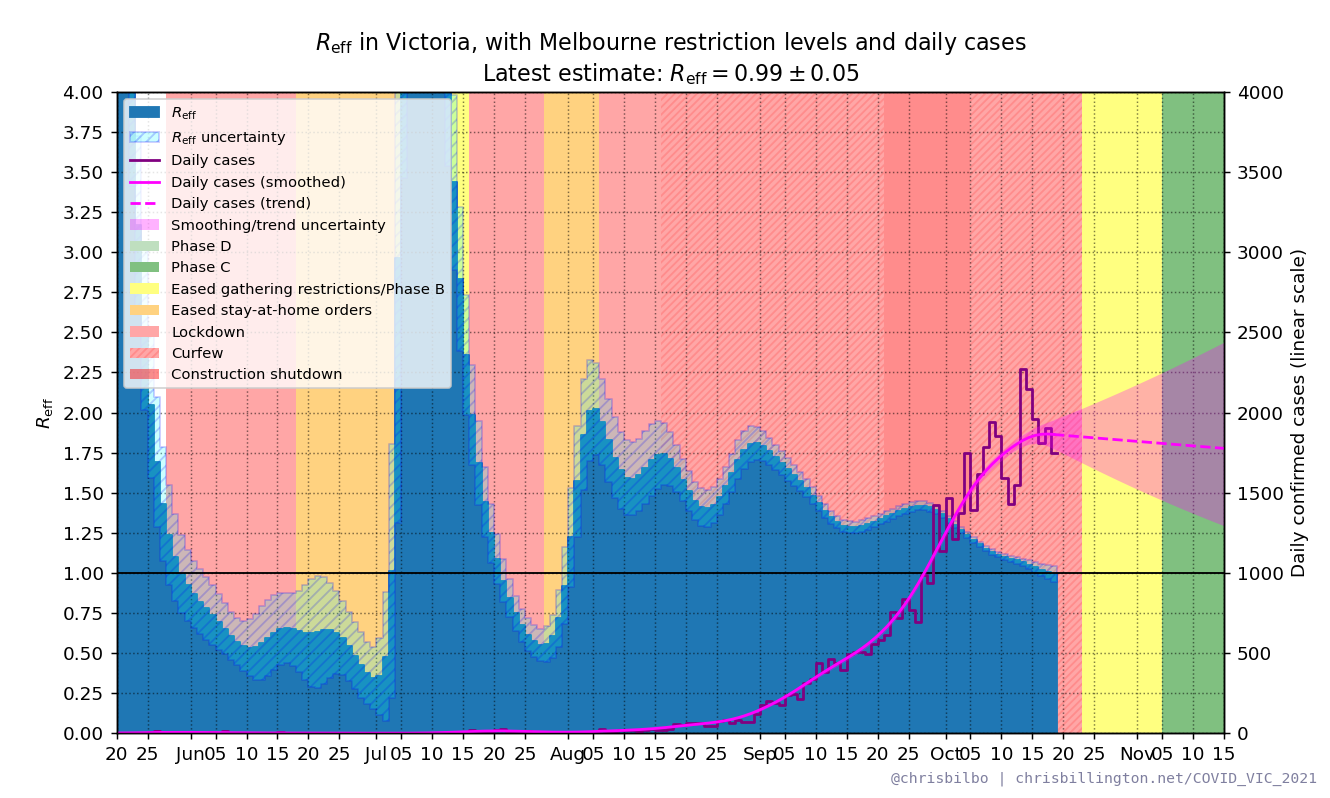 R_eff in Victoria, with Melbourne restriction levels and daily cases
Latest estimate: R_eff = 0.99 ± 0.05
R_eff
R_eff uncertainty
Daily cases
Daily cases (smoothed)
Daily cases (trend)
Smoothing/trend uncertainty
Phase D
Phase C
Eased gathering restrictions/Phase B
Eased stay-at-home orders
Lockdown
Curfew
Construction shutdown
4.00
3.75
3.50
3.25
3.00
2.75
2.50
2.25
2.00
1.75
1.50
1.25
1.00
0.75
0.50
0.25
0.00
R_eff
4000
3500
3000
2500
2000
1500
1000
500
0
Daily confirmed cases (linear scale)
20 25 Jun 05 10 15 20 25 Jul 05 10 15 20 25 Aug 05 10 15 20 25 Sep 05 10 15 20 25 Oct 05 10 15 20 25 Nov 05 10 15
@chrisbilbo | chrisbillington.net/COVID_VIC_2021